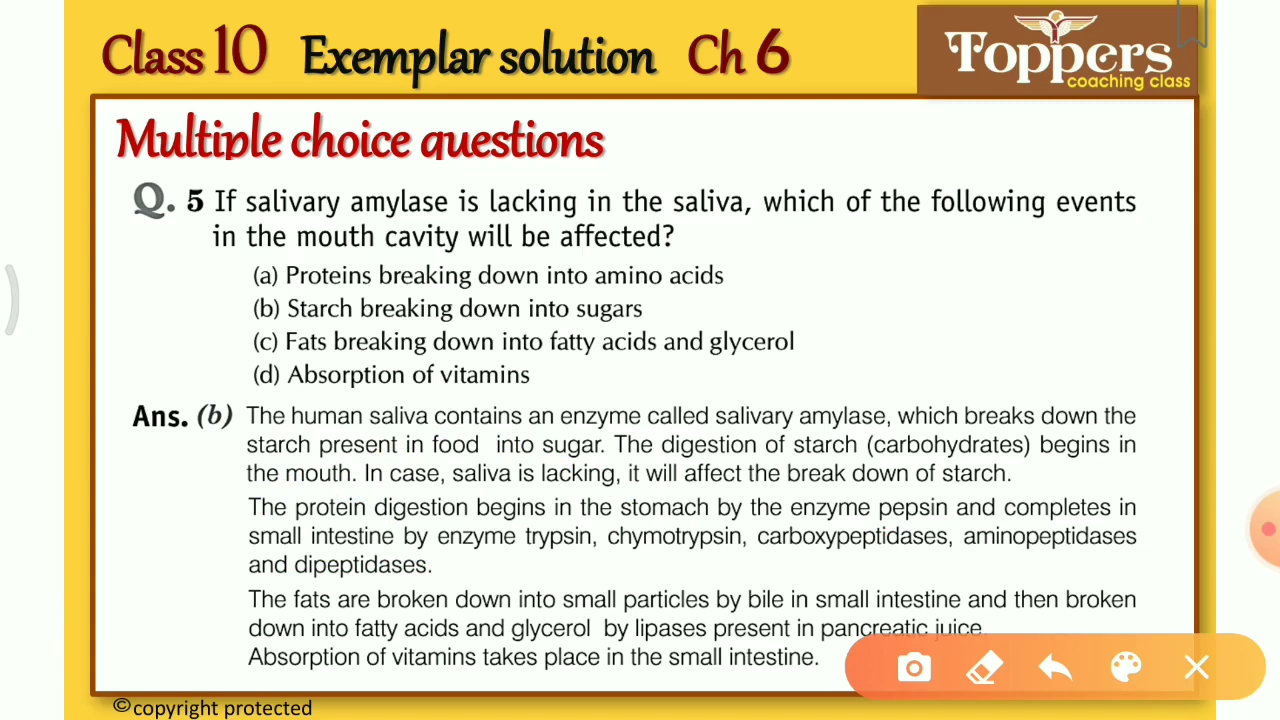 Class 10 Exemplar solution Ch 6
Toppers
coaching class
Multiple choice questions
Q. 5 If salivary amylase is lacking in the saliva, which of the following events
in the mouth cavity will be affected?
(a) Proteins breaking down into amino acids
(b) Starch breaking down into sugars
(c) Fats breaking down into fatty acids and glycerol
(d) Absorption of vitamins
Ans. (b) The human saliva contains an enzyme called salivary amylase, which breaks down the
starch present in food into sugar. The digestion of starch (carbohydrates) begins in
the mouth. In case, saliva is lacking, it will affect the break down of starch.
The protein digestion begins in the stomach by the enzyme pepsin and completes in
small intestine by enzyme trypsin, chymotrypsin, carboxypeptidases, aminopeptidases
and dipeptidases.
The fats are broken down into small particles by bile in small intestine and then broken
down into fatty acids and glycerol by lipases present in pancreatic juice.
Absorption of vitamins takes place in the small intestine.
©copyright protected